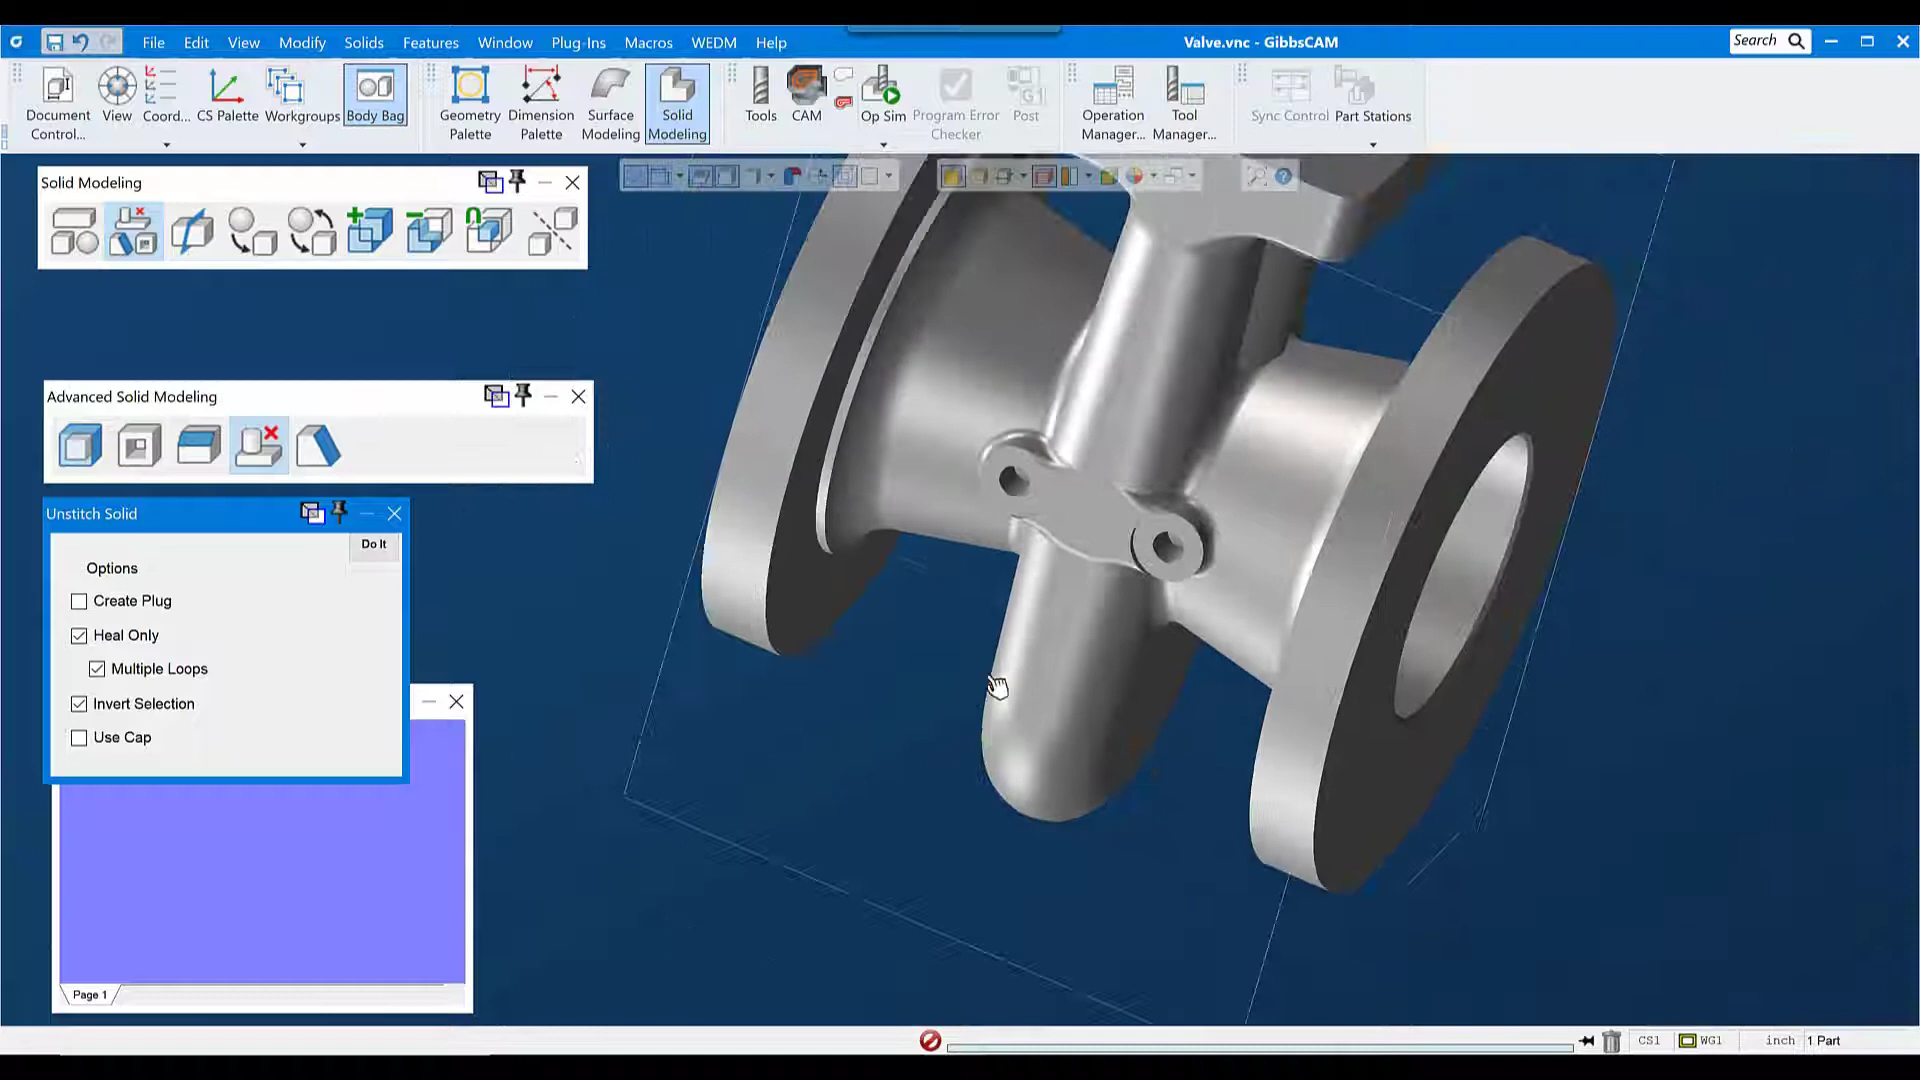 File Edit View Modify Solids Features Window Plug-Ins Macros WEDM Help
Valve.vnc - GibbsCAM
Search
Document Control...
View
Coord...
CS Palette
Workgroups
Body Bag
Geometry Palette
Dimension Palette
Surface Modeling
Solid Modeling
Tools
CAM
Op Sim
Program Error Checker
Post
Operation Manager...
Tool Manager...
Sync Control
Part Stations
Solid Modeling
Advanced Solid Modeling
Unstitch Solid
Do It
Options
Create Plug
Heal Only
Multiple Loops
Invert Selection
Use Cap
Page 1
CS1
WG1
inch
1 Part